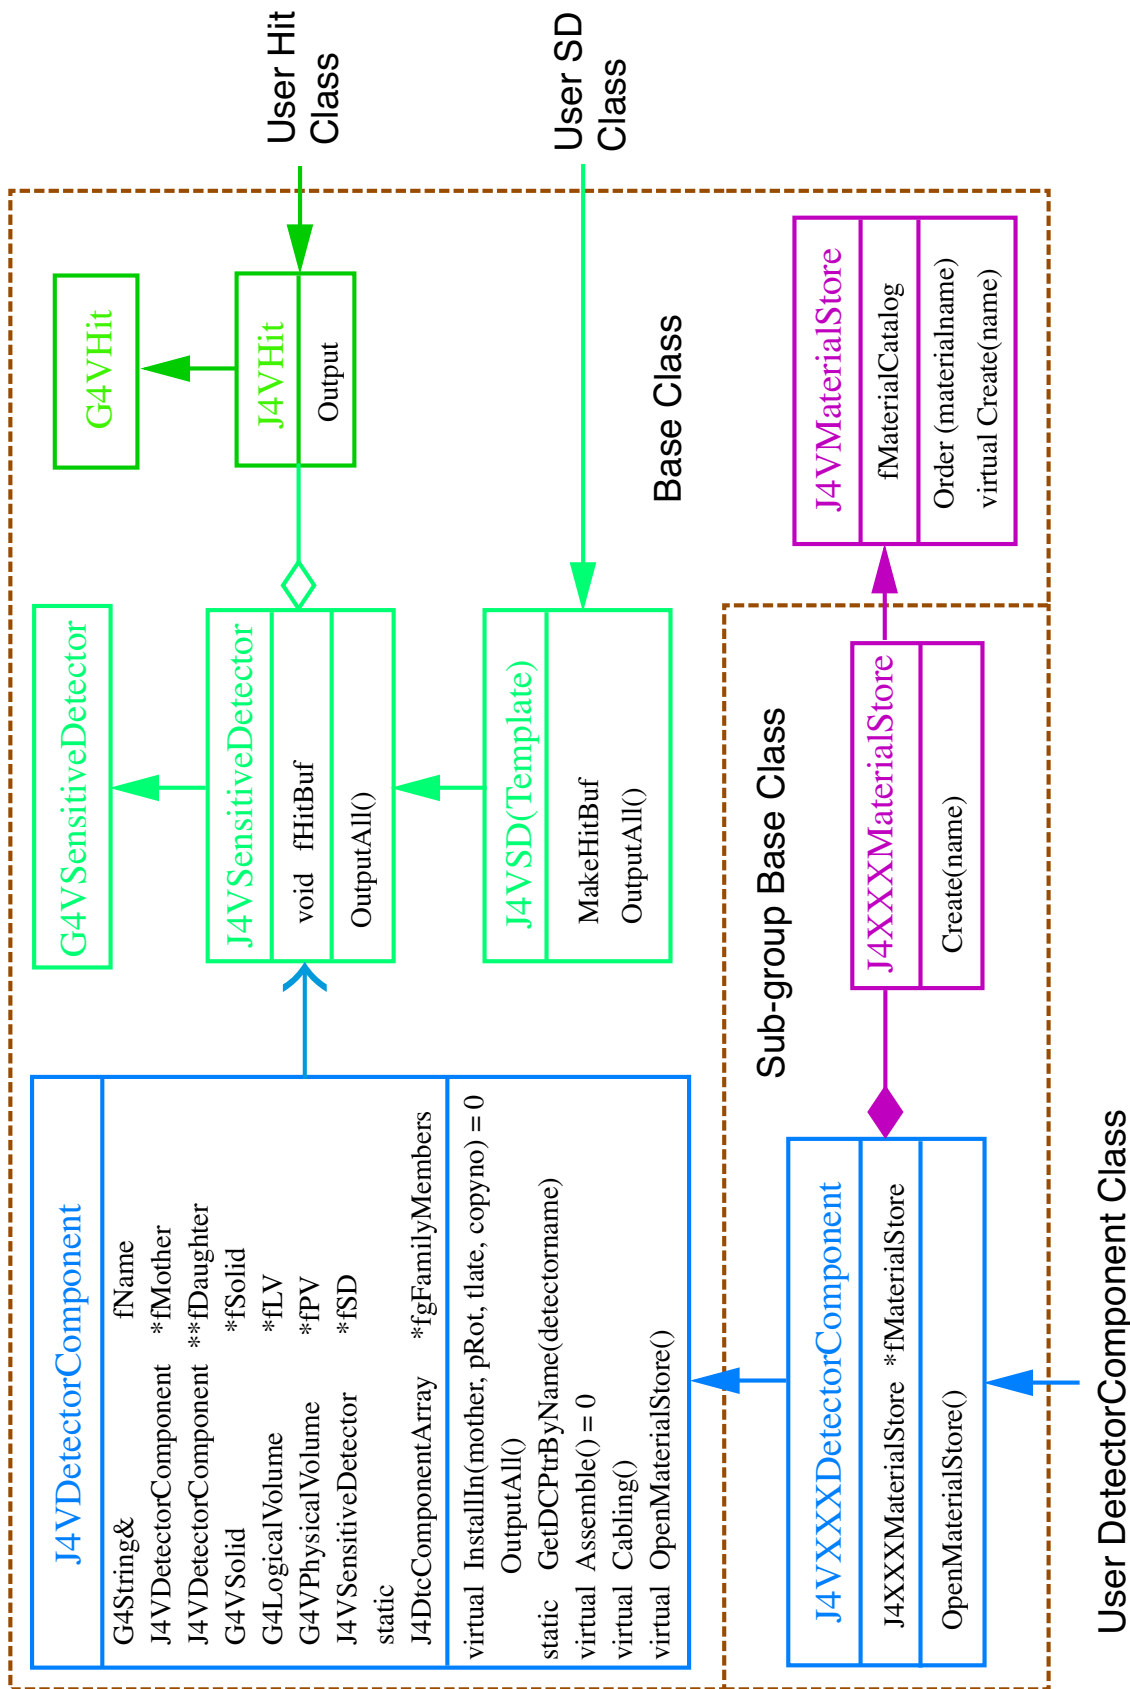 J4VDetectorComponent
G4String& fName
J4VDetectorComponent *fMother
J4VDetectorComponent **fDaughter
G4VSolid *fSolid
G4LogicalVolume *fLV
G4VPhysicalVolume *fPV
J4VSensitiveDetector *fSD
static
J4DtcComponentArray *fgFamilyMembers
virtual InstallIn(mother, pRot, tlate, copyno) = 0
OutputAll()
static GetDCPtrByName(detectorname)
virtual Assemble() = 0
virtual Cabling()
virtual OpenMaterialStore()
G4VSensitiveDetector
J4VSensitiveDetector
void fHitBuf
OutputAll()
J4VSD(Template)
MakeHitBuf
OutputAll()
G4VHit
J4VHit
Output
User Hit
Class
User SD
Class
Base Class
Sub-group Base Class
J4VXXXDetectorComponent
J4XXXMaterialStore *fMaterialStore
OpenMaterialStore()
J4XXXMaterialStore
Create(name)
J4VMaterialStore
fMaterialCatalog
Order (materialname)
virtual Create(name)
User DetectorComponent Class